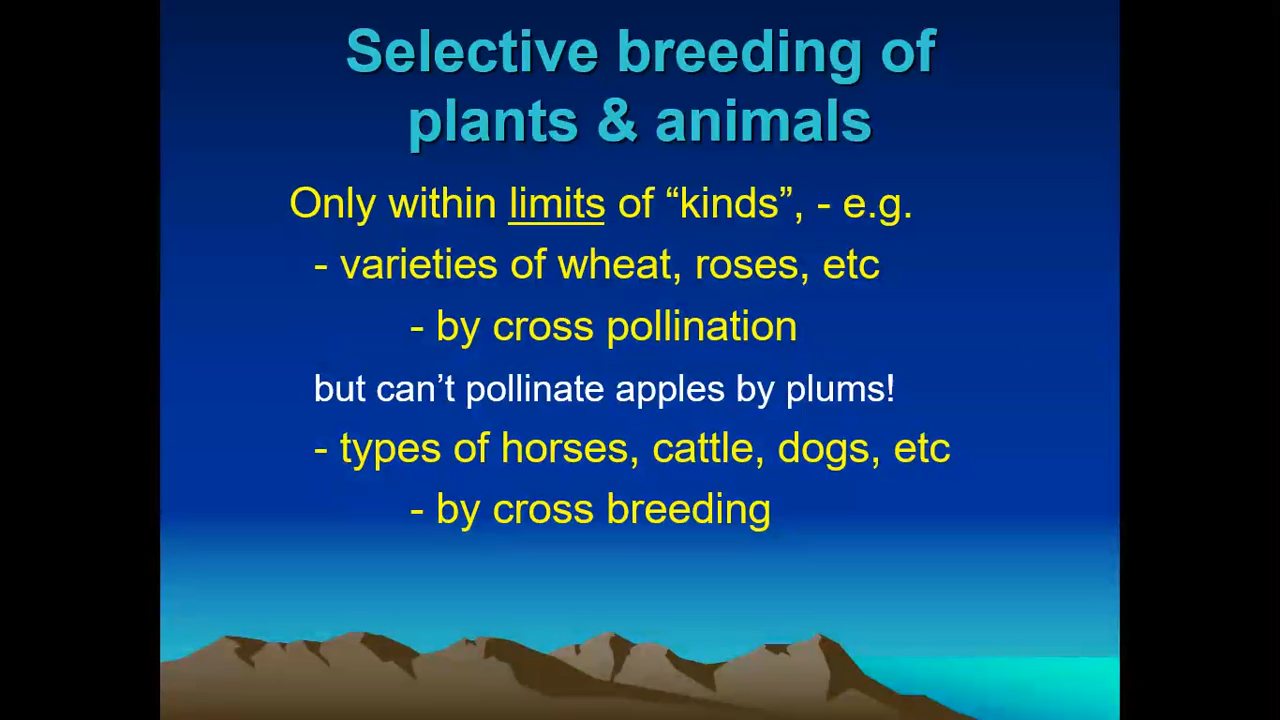 Selective breeding of
plants & animals
Only within limits of “kinds”, - e.g.
- varieties of wheat, roses, etc
- by cross pollination
but can’t pollinate apples by plums!
- types of horses, cattle, dogs, etc
- by cross breeding